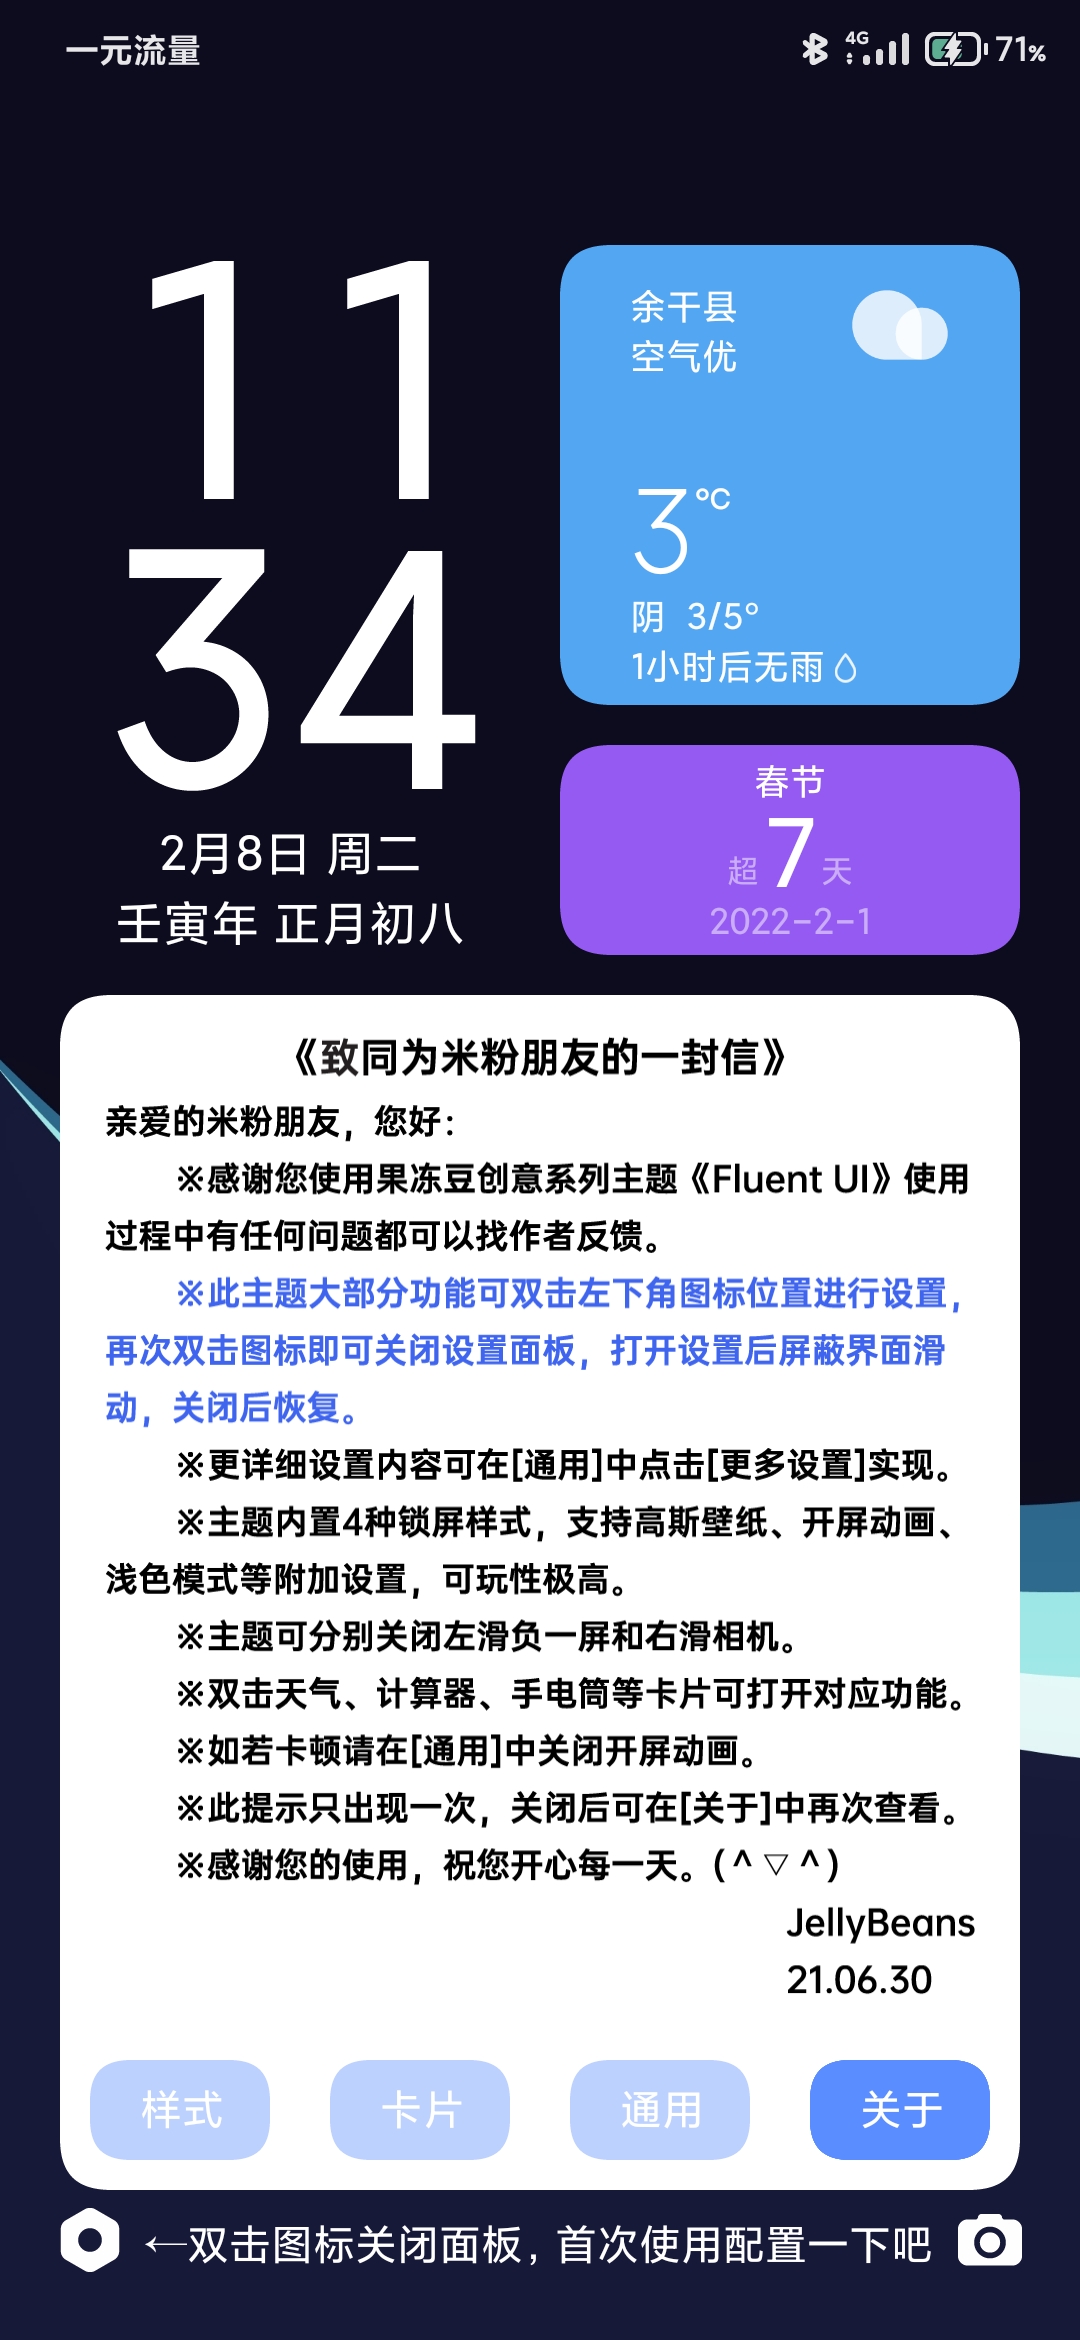 一元流量
4G 71%
11
34
2月8日 周二
壬寅年 正月初八
余干县
空气优
3℃
阴 3/5°
1小时后无雨
春节
超 7 天
2022-2-1
《致同为米粉朋友的一封信》
亲爱的米粉朋友，您好：
※感谢您使用果冻豆创意系列主题《Fluent UI》使用
过程中有任何问题都可以找作者反馈。
※此主题大部分功能可双击左下角图标位置进行设置，
再次双击图标即可关闭设置面板，打开设置后屏蔽界面滑
动，关闭后恢复。
※更详细设置内容可在[通用]中点击[更多设置]实现。
※主题内置4种锁屏样式，支持高斯壁纸、开屏动画、
浅色模式等附加设置，可玩性极高。
※主题可分别关闭左滑负一屏和右滑相机。
※双击天气、计算器、手电筒等卡片可打开对应功能。
※如若卡顿请在[通用]中关闭开屏动画。
※此提示只出现一次，关闭后可在[关于]中再次查看。
※感谢您的使用，祝您开心每一天。(＾▽＾)
JellyBeans
21.06.30
样式 卡片 通用 关于
←双击图标关闭面板，首次使用配置一下吧